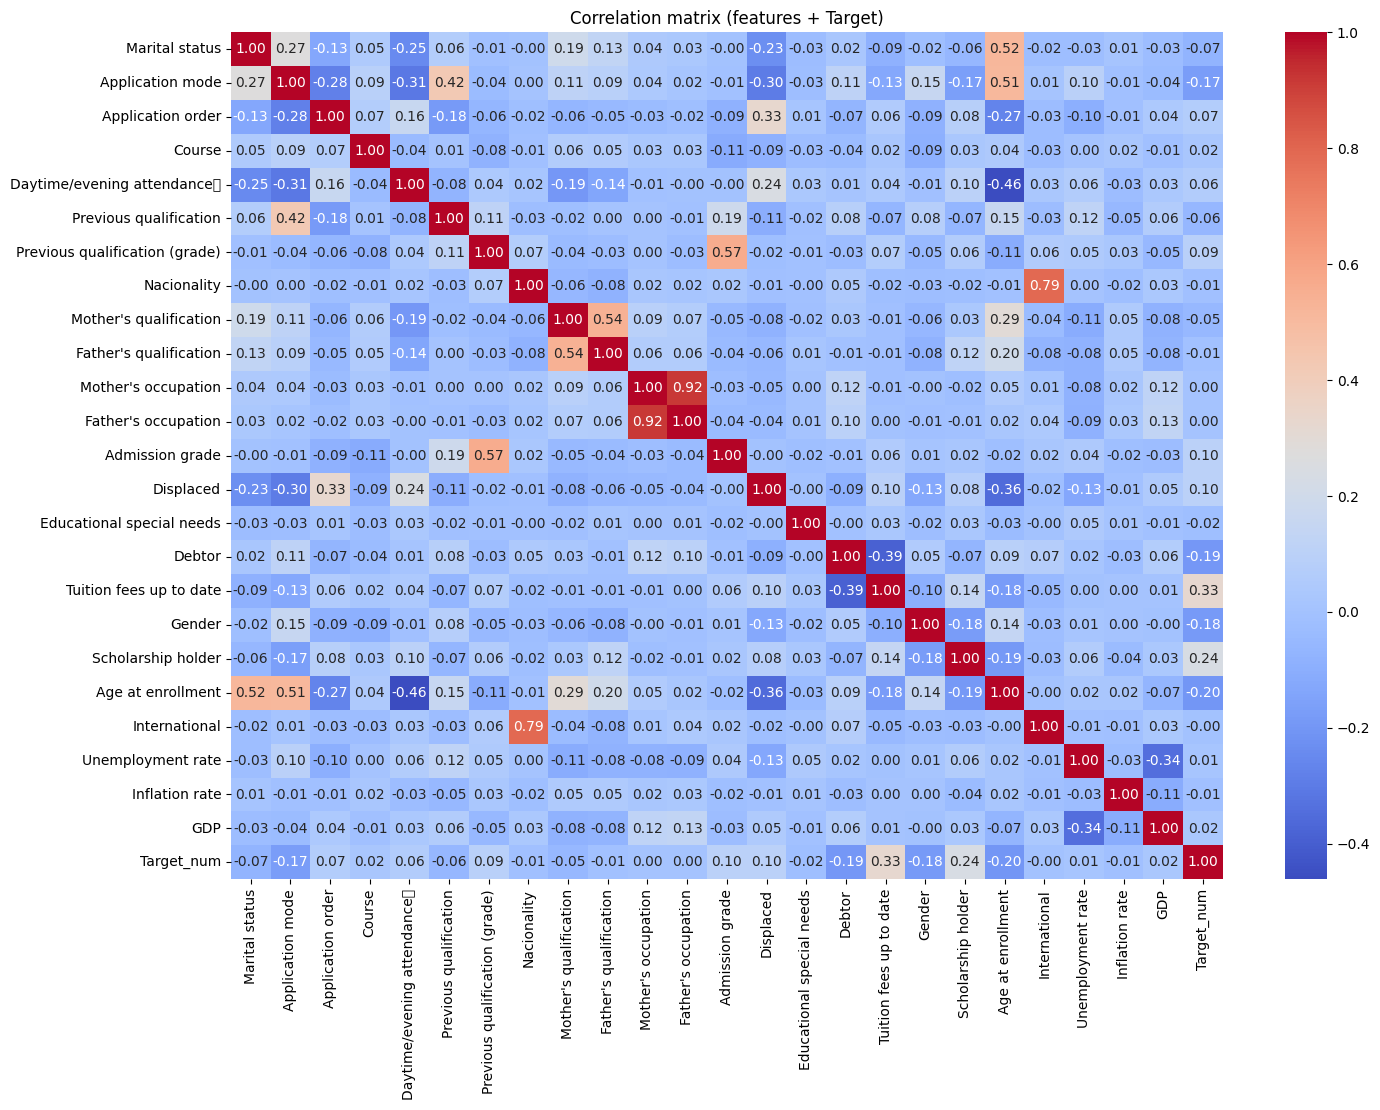 Correlation matrix (features + Target)
Marital status 1.00 0.27 -0.13 0.05 -0.25 0.06 -0.01 -0.00 0.19 0.13 0.04 0.03 -0.00 -0.23 -0.03 0.02 -0.09 -0.02 -0.06 0.52 -0.02 -0.03 0.01 -0.03 -0.07
Application mode 0.27 1.00 -0.28 0.09 -0.31 0.42 -0.04 0.00 0.11 0.09 0.04 0.02 -0.01 -0.30 -0.03 0.11 -0.13 0.15 -0.17 0.51 0.01 0.10 -0.01 -0.04 -0.17
Application order -0.13 -0.28 1.00 0.07 0.16 -0.18 -0.06 -0.02 -0.06 -0.05 -0.03 -0.02 -0.09 0.33 0.01 -0.07 0.06 -0.09 0.08 -0.27 -0.03 -0.10 -0.01 0.04 0.07
Course 0.05 0.09 0.07 1.00 -0.04 0.01 -0.08 -0.01 0.06 0.05 0.03 0.03 -0.11 -0.09 -0.03 -0.04 0.02 -0.09 0.03 0.04 -0.03 0.00 0.02 -0.01 0.02
Daytime/evening attendance▯ -0.25 -0.31 0.16 -0.04 1.00 -0.08 0.04 0.02 -0.19 -0.14 -0.01 -0.00 -0.00 0.24 0.03 0.01 0.04 -0.01 0.10 -0.46 0.03 0.06 -0.03 0.03 0.06
Previous qualification 0.06 0.42 -0.18 0.01 -0.08 1.00 0.11 -0.03 -0.02 0.00 0.00 -0.01 0.19 -0.11 -0.02 0.08 -0.07 0.08 -0.07 0.15 -0.03 0.12 -0.05 0.06 -0.06
Previous qualification (grade) -0.01 -0.04 -0.06 -0.08 0.04 0.11 1.00 0.07 -0.04 -0.03 0.00 -0.03 0.57 -0.02 -0.01 -0.03 0.07 -0.05 0.06 -0.11 0.06 0.05 0.03 -0.05 0.09
Nacionality -0.00 0.00 -0.02 -0.01 0.02 -0.03 0.07 1.00 -0.06 -0.08 0.02 0.02 0.02 -0.01 -0.00 0.05 -0.02 -0.03 -0.02 -0.01 0.79 0.00 -0.02 0.03 -0.01
Mother's qualification 0.19 0.11 -0.06 0.06 -0.19 -0.02 -0.04 -0.06 1.00 0.54 0.09 0.07 -0.05 -0.08 -0.02 0.03 -0.01 -0.06 0.03 0.29 -0.04 -0.11 0.05 -0.08 -0.05
Father's qualification 0.13 0.09 -0.05 0.05 -0.14 0.00 -0.03 -0.08 0.54 1.00 0.06 0.06 -0.04 -0.06 0.01 -0.01 -0.01 -0.08 0.12 0.20 -0.08 -0.08 0.05 -0.08 -0.01
Mother's occupation 0.04 0.04 -0.03 0.03 -0.01 0.00 0.00 0.02 0.09 0.06 1.00 0.92 -0.03 -0.05 0.00 0.12 -0.01 -0.00 -0.02 0.05 0.01 -0.08 0.02 0.12 0.00
Father's occupation 0.03 0.02 -0.02 0.03 -0.00 -0.01 -0.03 0.02 0.07 0.06 0.92 1.00 -0.04 -0.04 0.01 0.10 0.00 -0.01 -0.01 0.02 0.04 -0.09 0.03 0.13 0.00
Admission grade -0.00 -0.01 -0.09 -0.11 -0.00 0.19 0.57 0.02 -0.05 -0.04 -0.03 -0.04 1.00 -0.00 -0.02 -0.01 0.06 0.01 0.02 -0.02 0.02 0.04 -0.02 -0.03 0.10
Displaced -0.23 -0.30 0.33 -0.09 0.24 -0.11 -0.02 -0.01 -0.08 -0.06 -0.05 -0.04 -0.00 1.00 -0.00 -0.09 0.10 -0.13 0.08 -0.36 -0.02 -0.13 -0.01 0.05 0.10
Educational special needs -0.03 -0.03 0.01 -0.03 0.03 -0.02 -0.01 -0.00 -0.02 0.01 0.00 0.01 -0.02 -0.00 1.00 -0.00 0.03 -0.02 0.03 -0.03 -0.00 0.05 0.01 -0.01 -0.02
Debtor 0.02 0.11 -0.07 -0.04 0.01 0.08 -0.03 0.05 0.03 -0.01 0.12 0.10 -0.01 -0.09 -0.00 1.00 -0.39 0.05 -0.07 0.09 0.07 0.02 -0.03 0.06 -0.19
Tuition fees up to date -0.09 -0.13 0.06 0.02 0.04 -0.07 0.07 -0.02 -0.01 -0.01 -0.01 0.00 0.06 0.10 0.03 -0.39 1.00 -0.10 0.14 -0.18 -0.05 0.00 0.00 0.01 0.33
Gender -0.02 0.15 -0.09 -0.09 -0.01 0.08 -0.05 -0.03 -0.06 -0.08 -0.00 -0.01 0.01 -0.13 -0.02 0.05 -0.10 1.00 -0.18 0.14 -0.03 0.01 0.00 -0.00 -0.18
Scholarship holder -0.06 -0.17 0.08 0.03 0.10 -0.07 0.06 -0.02 0.03 0.12 -0.02 -0.01 0.02 0.08 0.03 -0.07 0.14 -0.18 1.00 -0.19 -0.03 0.06 -0.04 0.03 0.24
Age at enrollment 0.52 0.51 -0.27 0.04 -0.46 0.15 -0.11 -0.01 0.29 0.20 0.05 0.02 -0.02 -0.36 -0.03 0.09 -0.18 0.14 -0.19 1.00 -0.00 0.02 0.02 -0.07 -0.20
International -0.02 0.01 -0.03 -0.03 0.03 -0.03 0.06 0.79 -0.04 -0.08 0.01 0.04 0.02 -0.02 -0.00 0.07 -0.05 -0.03 -0.03 -0.00 1.00 -0.01 -0.01 0.03 -0.00
Unemployment rate -0.03 0.10 -0.10 0.00 0.06 0.12 0.05 0.00 -0.11 -0.08 -0.08 -0.09 0.04 -0.13 0.05 0.02 0.00 0.01 0.06 0.02 -0.01 1.00 -0.03 -0.34 0.01
Inflation rate 0.01 -0.01 -0.01 0.02 -0.03 -0.05 0.03 -0.02 0.05 0.05 0.02 0.03 -0.02 -0.01 0.01 -0.03 0.00 0.00 -0.04 0.02 -0.01 -0.03 1.00 -0.11 -0.01
GDP -0.03 -0.04 0.04 -0.01 0.03 0.06 -0.05 0.03 -0.08 -0.08 0.12 0.13 -0.03 0.05 -0.01 0.06 0.01 -0.00 0.03 -0.07 0.03 -0.34 -0.11 1.00 0.02
Target_num -0.07 -0.17 0.07 0.02 0.06 -0.06 0.09 -0.01 -0.05 -0.01 0.00 0.00 0.10 0.10 -0.02 -0.19 0.33 -0.18 0.24 -0.20 -0.00 0.01 -0.01 0.02 1.00
Marital status
Application mode
Application order
Course
Daytime/evening attendance▯
Previous qualification
Previous qualification (grade)
Nacionality
Mother's qualification
Father's qualification
Mother's occupation
Father's occupation
Admission grade
Displaced
Educational special needs
Debtor
Tuition fees up to date
Gender
Scholarship holder
Age at enrollment
International
Unemployment rate
Inflation rate
GDP
Target_num
1.0
0.8
0.6
0.4
0.2
0.0
−0.2
−0.4